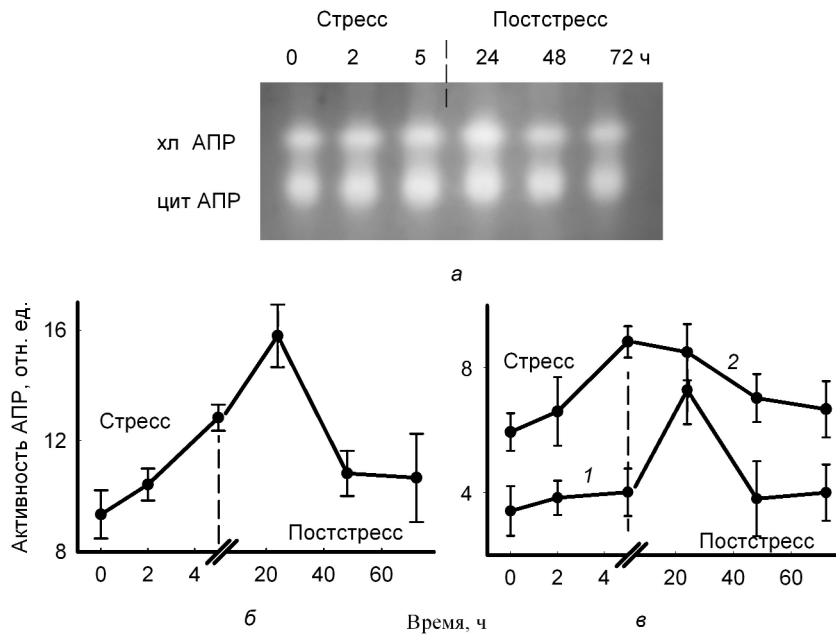 Стресс Постстресс
0 2 5 24 48 72 ч
хл АПР
цит АПР
а
Активность АПР, отн. ед.
16
12
8
Стресс
Постстресс
0 2 4 20 40 60
б
8
4
Стресс
2
1
Постстресс
0 2 4 20 40 60
в
Время, ч